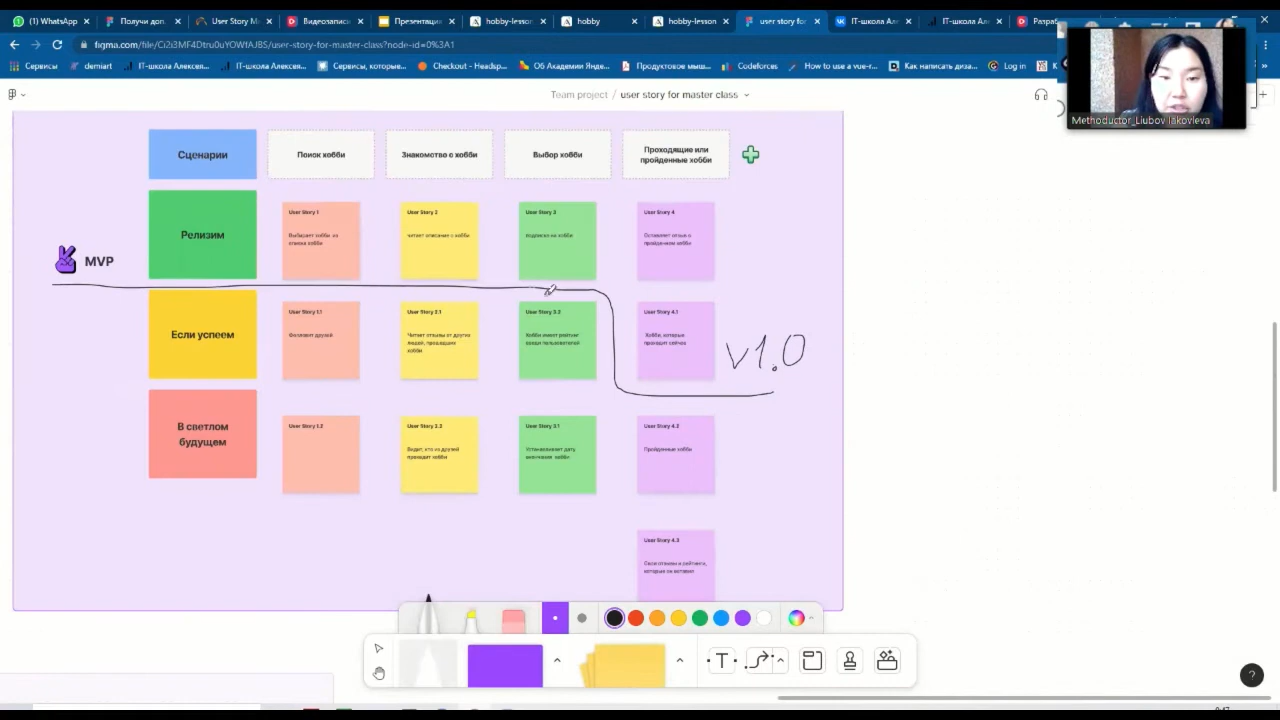 (1) WhatsApp
Получи доп.
User Story M
Видеозаписи
Презентаци
hobby-lesson
hobby
hobby-lesson
user story fo
IT-школа Ал
IT-школа Але
Разраб
figma.com/file/Ci2i3MF4Dtru0uYOWfAJBS/user-story-for-master-class?node-id=0%3A1
Сервисы
demiart
IT-школа Алексея...
IT-школа Алексея...
Сервисы, которые...
Checkout - Headsp...
Об Академии Янде...
Продуктовое мыш...
Codeforces
How to use a vue-r...
Как написать диза...
Log in
Team project / user story for master class
Methoductor_Liubov Iakovleva
Сценарии
Поиск хобби
Знакомство с хобби
Выбор хобби
Проходящие или
пройденные хобби
MVP
Релизим
User Story 1
Выбирает хобби из
списка хобби
User Story 2
читает описание о хобби
User Story 3
подписка на хобби
User Story 4
Оставляет отзыв о
пройденном хобби
Если успеем
User Story 1.1
Фолловит друзей
User Story 2.1
Читает отзывы от других
людей, прошедших
хобби
User Story 3.2
Хобби имеет рейтинг
среди пользователей
User Story 4.1
Хобби, которые
проходит сейчас
v1.0
В светлом
будущем
User Story 1.2
User Story 2.2
Видит, кто из друзей
проходит хобби
User Story 3.1
Устанавливает дату
окончания хобби
User Story 4.2
Пройденные хобби
User Story 4.3
Свои отзывы и рейтинги,
которые он оставил
T
?